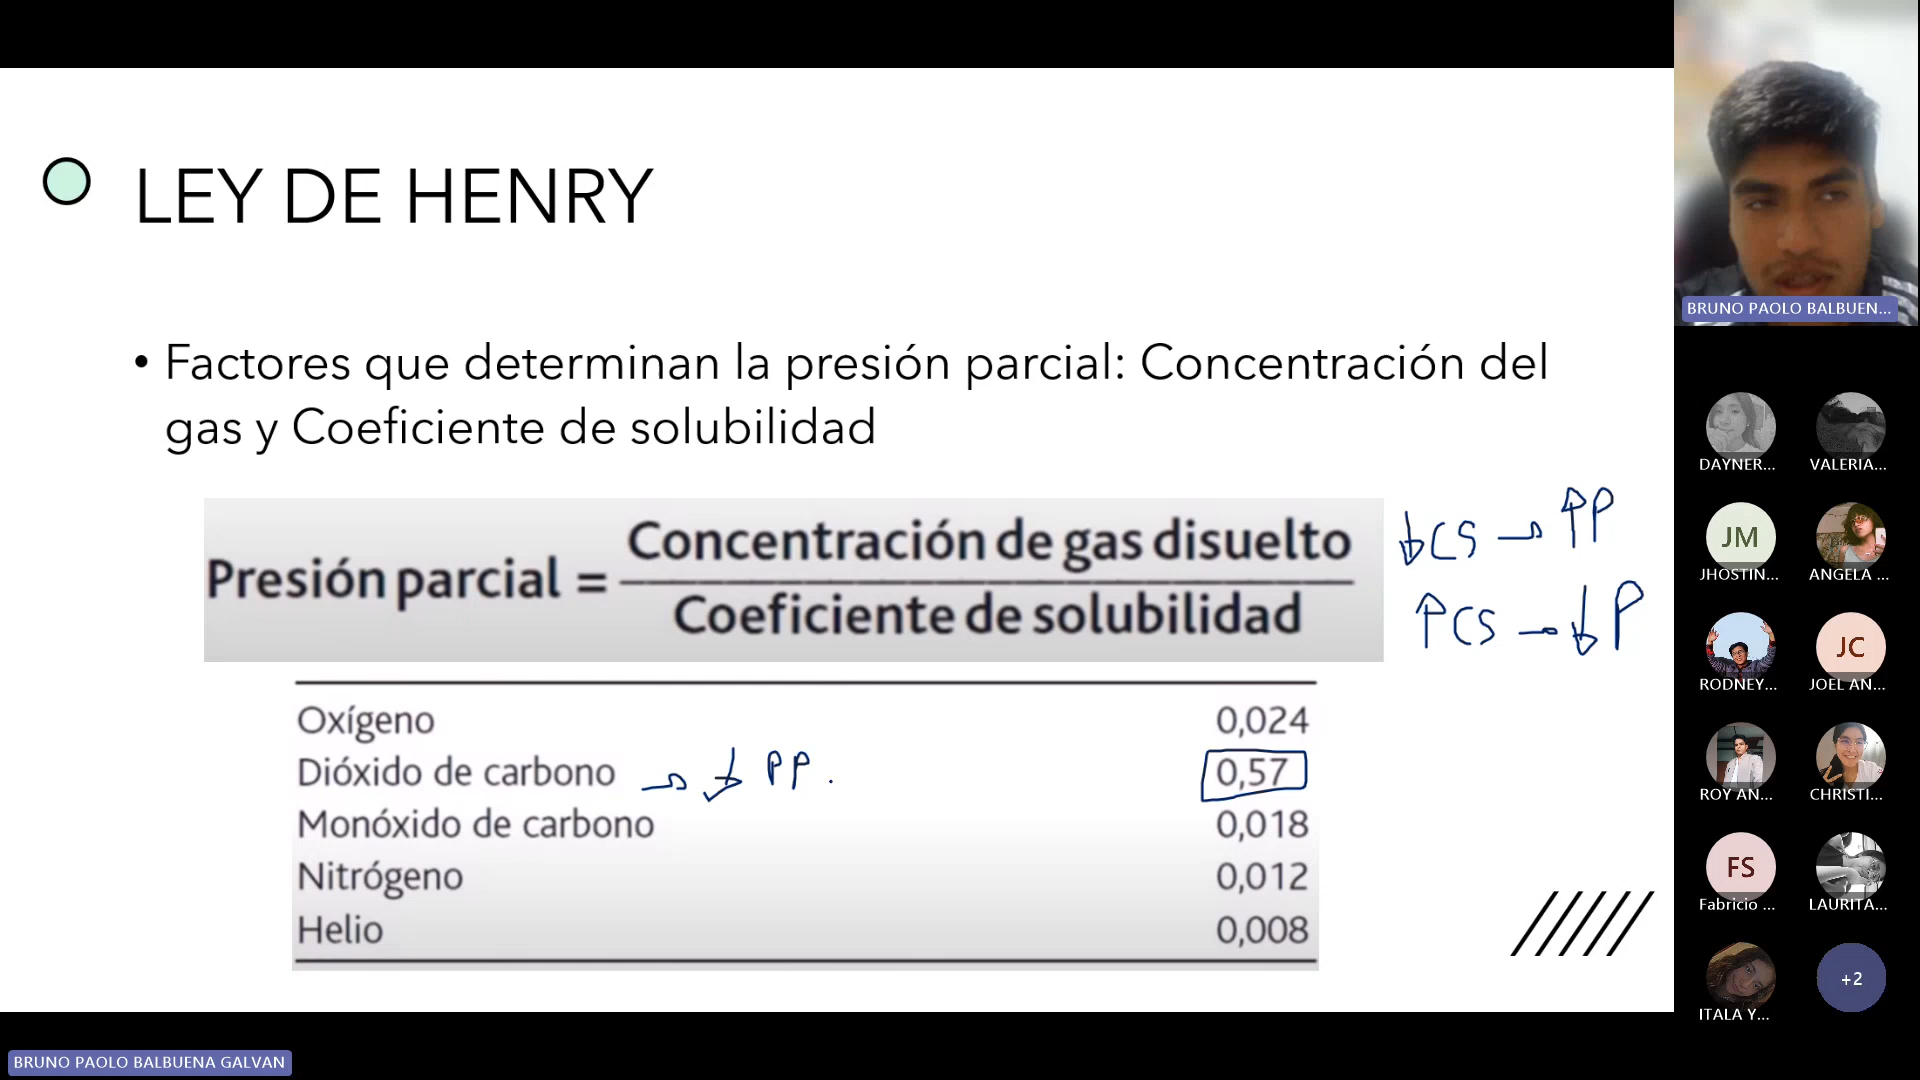 LEY DE HENRY
• Factores que determinan la presión parcial: Concentración del
gas y Coeficiente de solubilidad
Presión parcial = Concentración de gas disuelto
Coeficiente de solubilidad
↓CS → ↑P
↑CS → ↓P
Oxígeno 0,024
Dióxido de carbono → ↓ PP. 0,57
Monóxido de carbono 0,018
Nitrógeno 0,012
Helio 0,008
BRUNO PAOLO BALBUEN...
DAYNER... VALERIA...
JM
JHOSTIN... ANGELA ...
JC
RODNEY... JOEL AN...
ROY AN... CHRISTI...
FS
Fabricio ... LAURITA...
+2
ITALA Y...
BRUNO PAOLO BALBUENA GALVAN